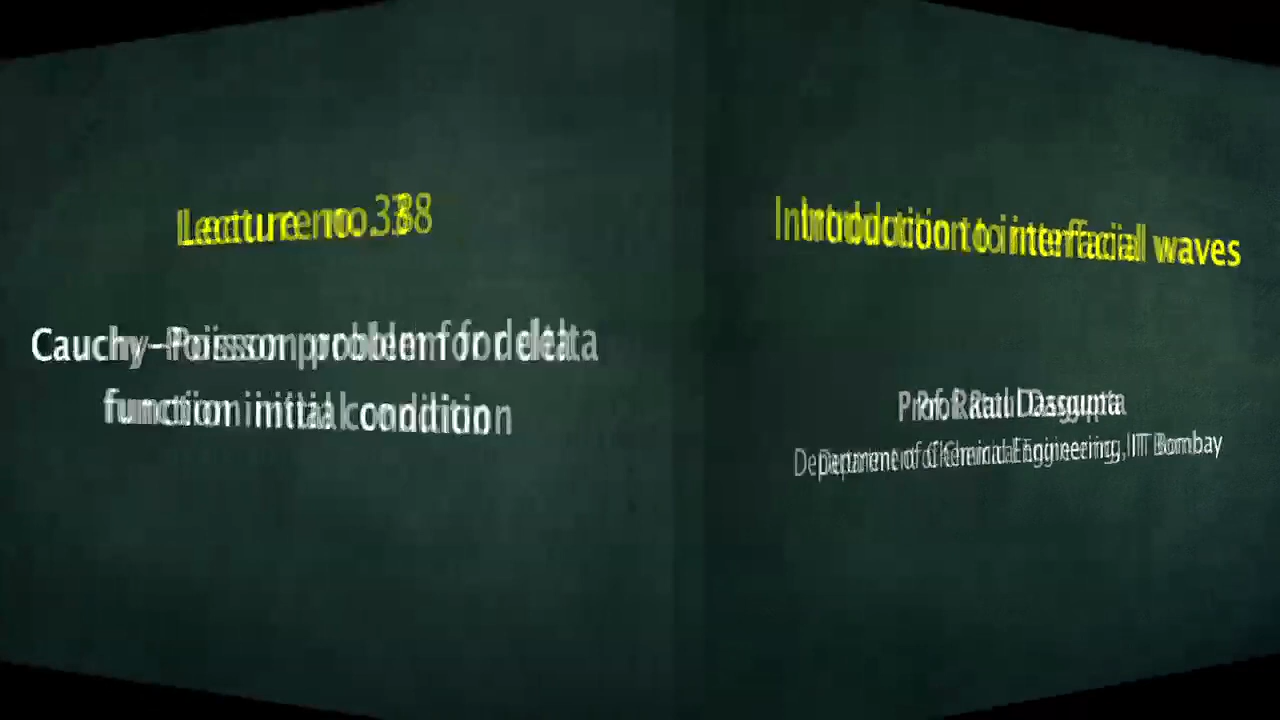 Lecture no. 38
Cauchy-Poisson problem for delta
function initial condition
Introduction to interfacial waves
Prof. Ratul Dasgupta
Department of Chemical Engineering, IIT Bombay